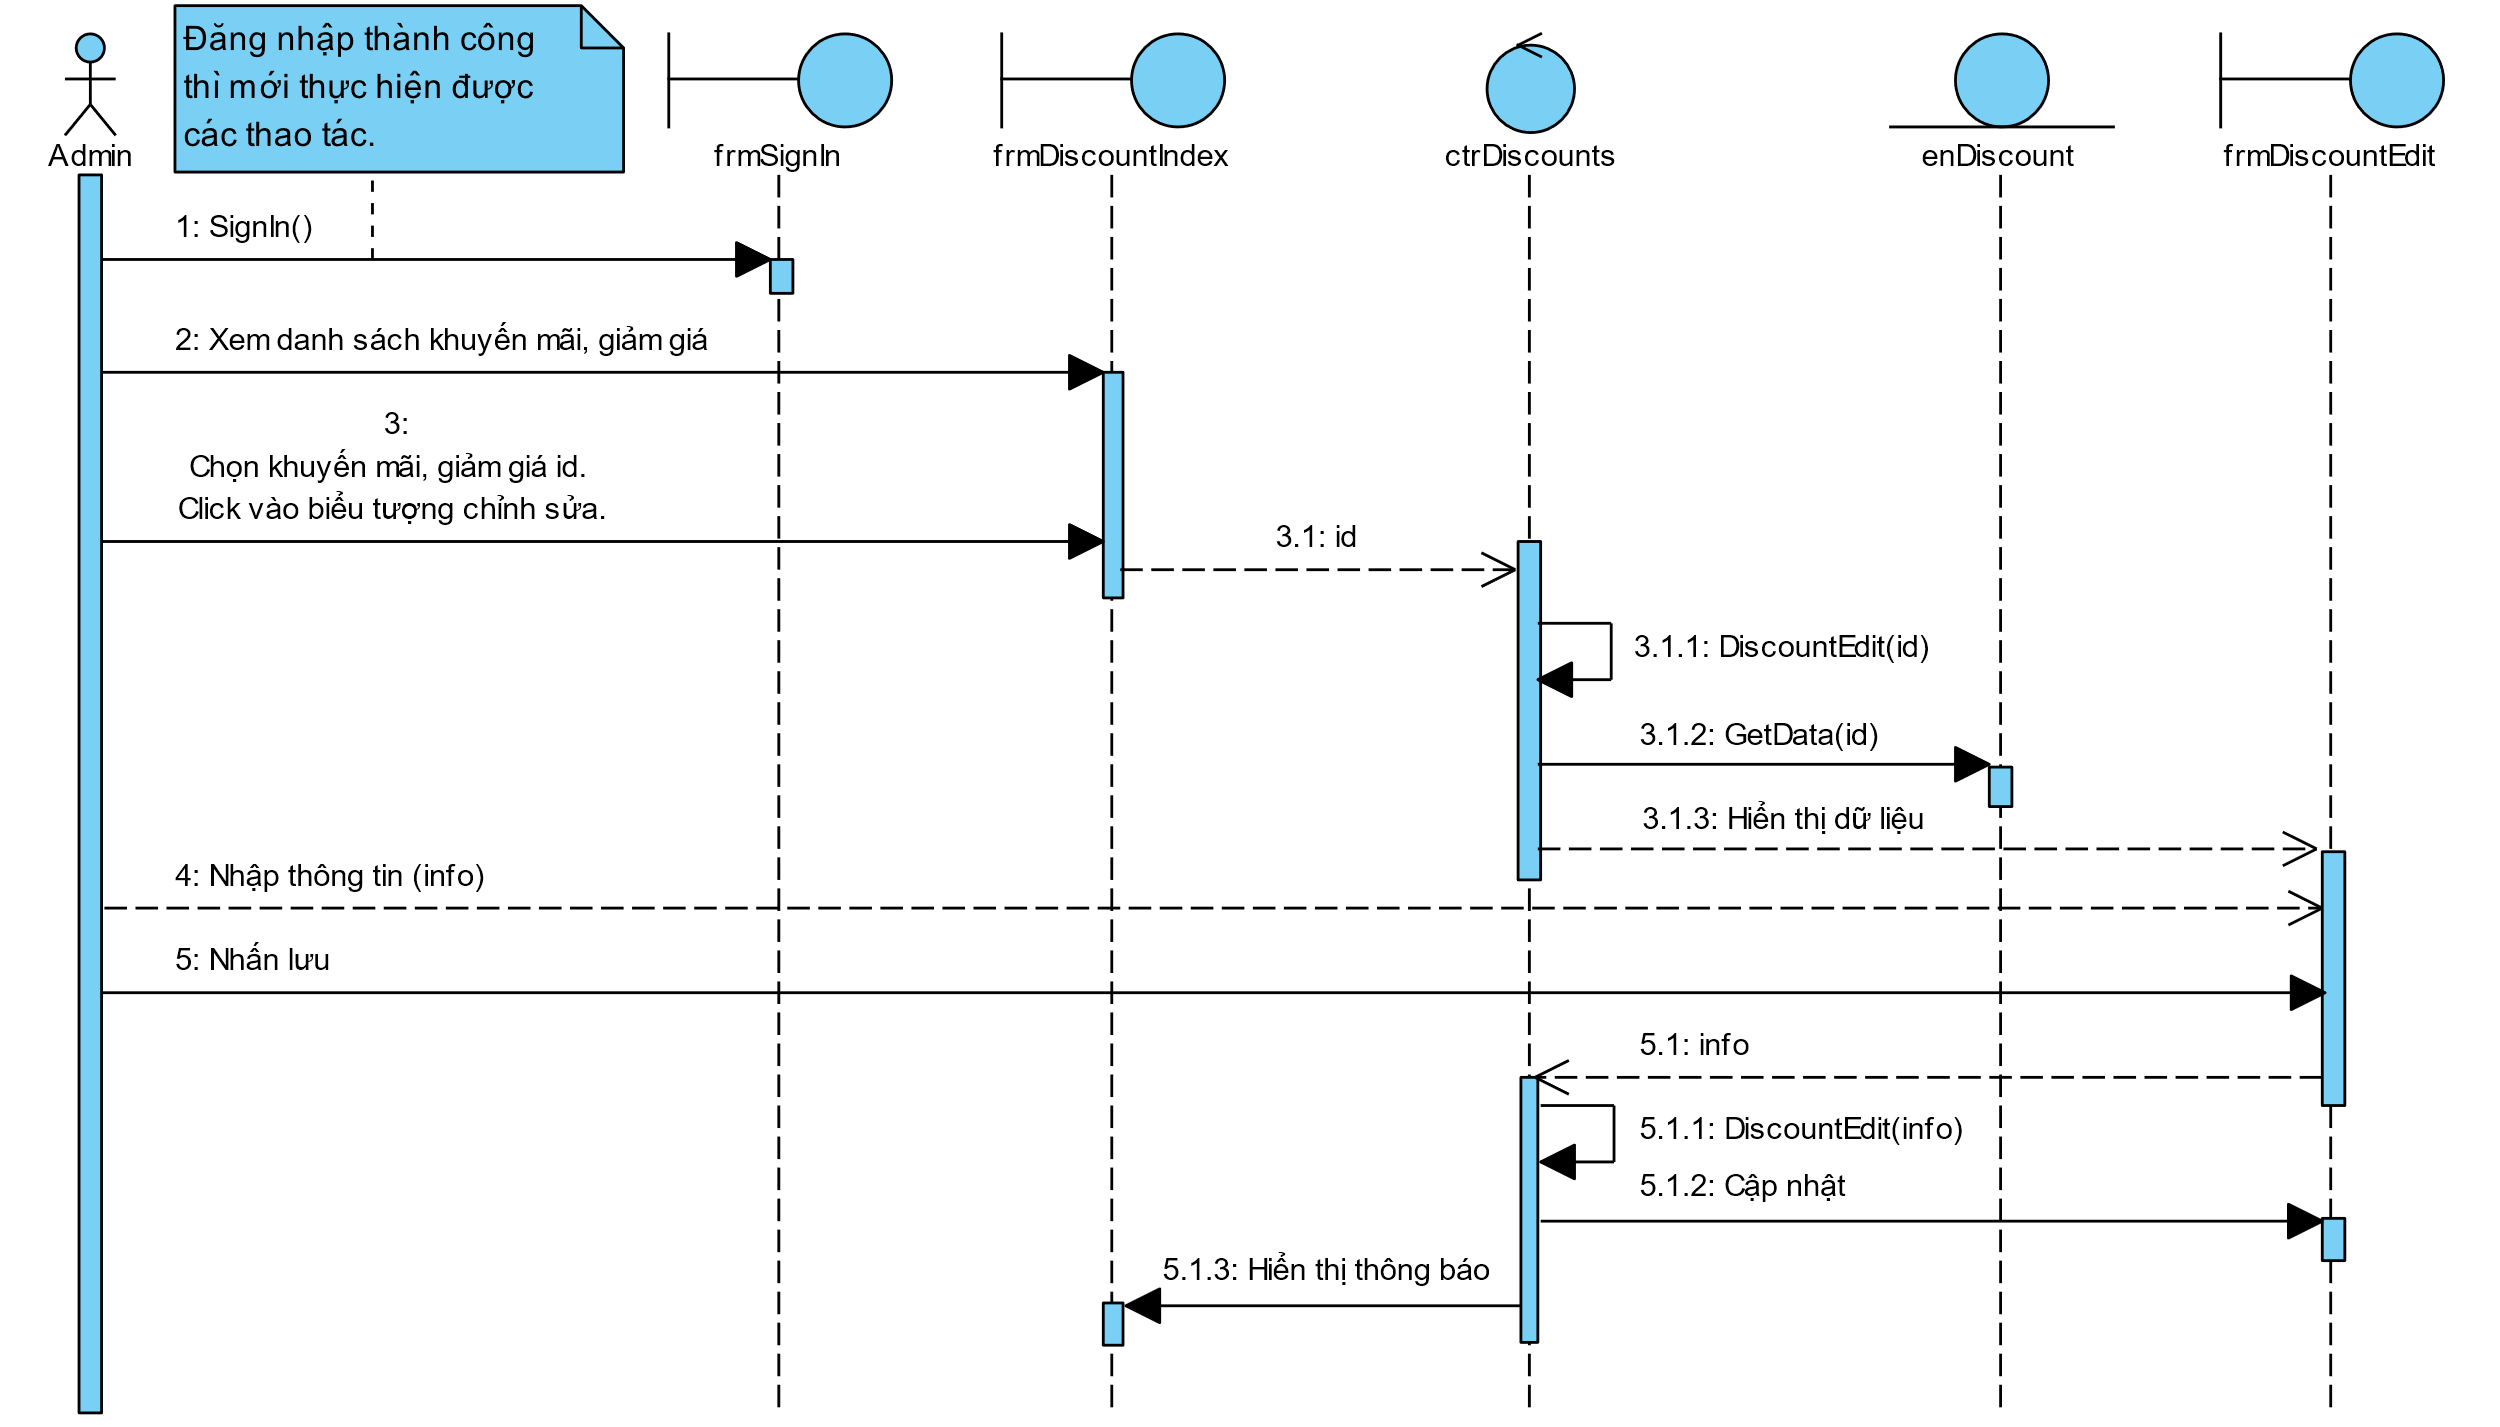 Đăng nhập thành công
thì mới thực hiện được
các thao tác.
Admin
frmSignIn
frmDiscountIndex
ctrDiscounts
enDiscount
frmDiscountEdit
1: SignIn()
2: Xem danh sách khuyến mãi, giảm giá
3:
Chọn khuyến mãi, giảm giá id.
Click vào biểu tượng chỉnh sửa.
3.1: id
3.1.1: DiscountEdit(id)
3.1.2: GetData(id)
3.1.3: Hiển thị dữ liệu
4: Nhập thông tin (info)
5: Nhấn lưu
5.1: info
5.1.1: DiscountEdit(info)
5.1.2: Cập nhật
5.1.3: Hiển thị thông báo